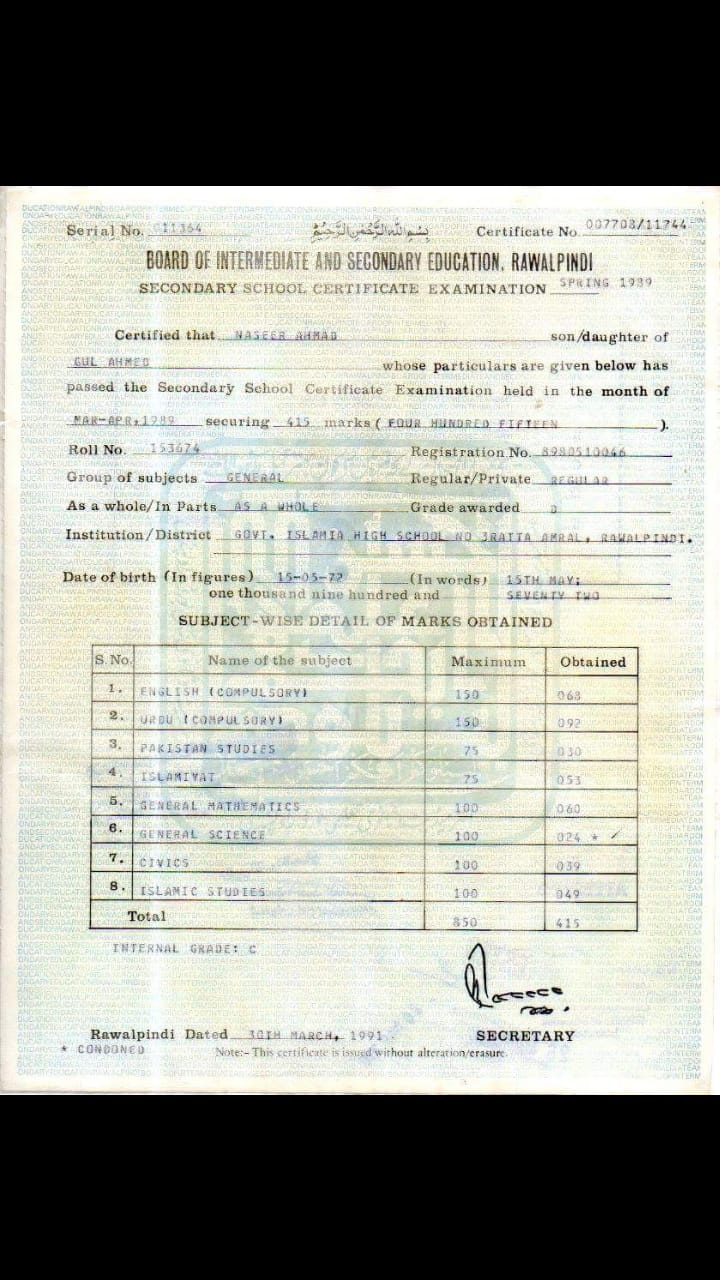 Serial No. 011364
بسم اللہ الرحمٰن الرحیم
Certificate No. 007708/11744
BOARD OF INTERMEDIATE AND SECONDARY EDUCATION, RAWALPINDI
SECONDARY SCHOOL CERTIFICATE EXAMINATION SPRING 1989
Certified that NASEER AHMAD son/daughter of
GUL AHMED whose particulars are given below has
passed the Secondary School Certificate Examination held in the month of
MAR-APR,1989 securing 415 marks ( FOUR HUNDRED FIFTEEN ).
Roll No. 153674 Registration No. 8980510046
Group of subjects GENERAL Regular/Private REGULAR
As a whole/In Parts AS A WHOLE Grade awarded D
Institution/District GOVT. ISLAMIA HIGH SCHOOL NO 3RATTA AMRAL, RAWALPINDI.
Date of birth (In figures) 15-05-72 (In words) 15TH MAY;
one thousand nine hundred and SEVENTY TWO
SUBJECT-WISE DETAIL OF MARKS OBTAINED
S. No. Name of the subject Maximum Obtained
1. ENGLISH (COMPULSORY) 150 068
2. URDU (COMPULSORY) 150 092
3. PAKISTAN STUDIES 75 030
4. ISLAMIYAT 75 053
5. GENERAL MATHEMATICS 100 060
6. GENERAL SCIENCE 100 024 * ✓
7. CIVICS 100 039
8. ISLAMIC STUDIES 100 049
Total 850 415
INTERNAL GRADE: C
Rawalpindi Dated 30TH MARCH, 1991 SECRETARY
* CONDONED Note:- This certificate is issued without alteration/erasure.